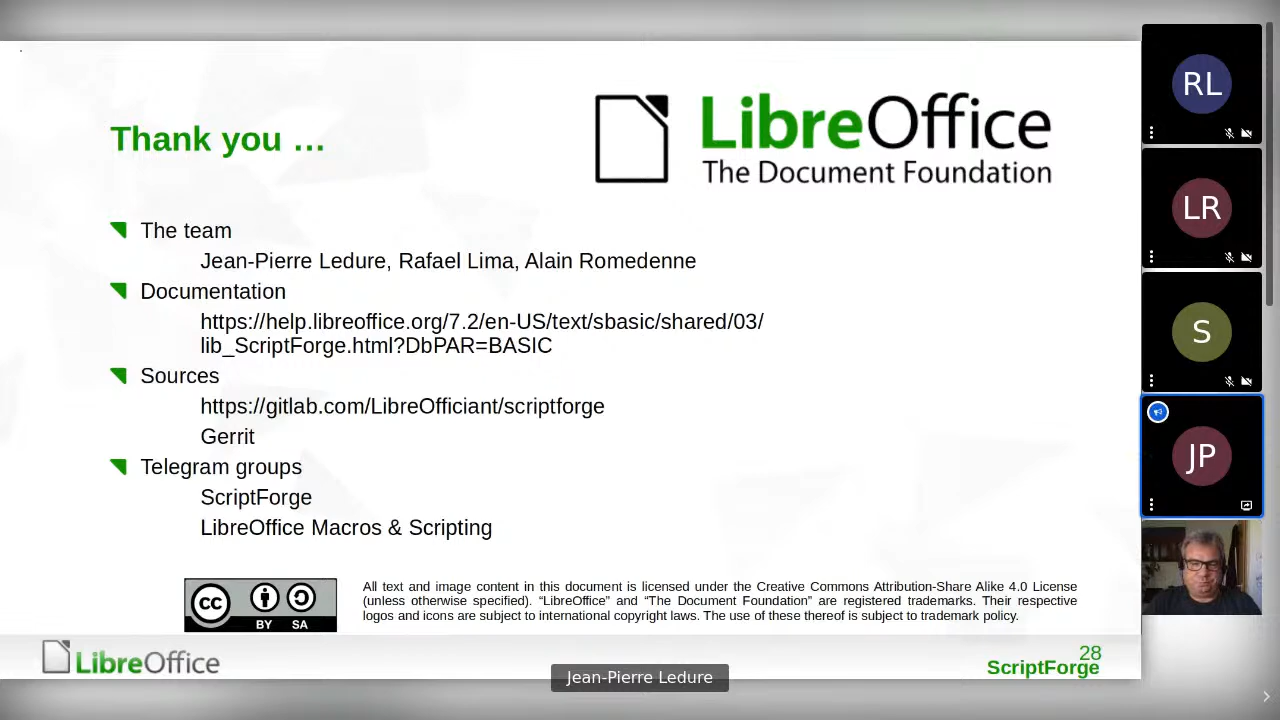 LibreOffice
The Document Foundation
Thank you …
The team
Jean-Pierre Ledure, Rafael Lima, Alain Romedenne
Documentation
https://help.libreoffice.org/7.2/en-US/text/sbasic/shared/03/
lib_ScriptForge.html?DbPAR=BASIC
Sources
https://gitlab.com/LibreOfficiant/scriptforge
Gerrit
Telegram groups
ScriptForge
LibreOffice Macros & Scripting
cc
BY SA
All text and image content in this document is licensed under the Creative Commons Attribution-Share Alike 4.0 License
(unless otherwise specified). “LibreOffice” and “The Document Foundation” are registered trademarks. Their respective
logos and icons are subject to international copyright laws. The use of these thereof is subject to trademark policy.
LibreOffice
28
ScriptForge
Jean-Pierre Ledure
RL
LR
S
JP